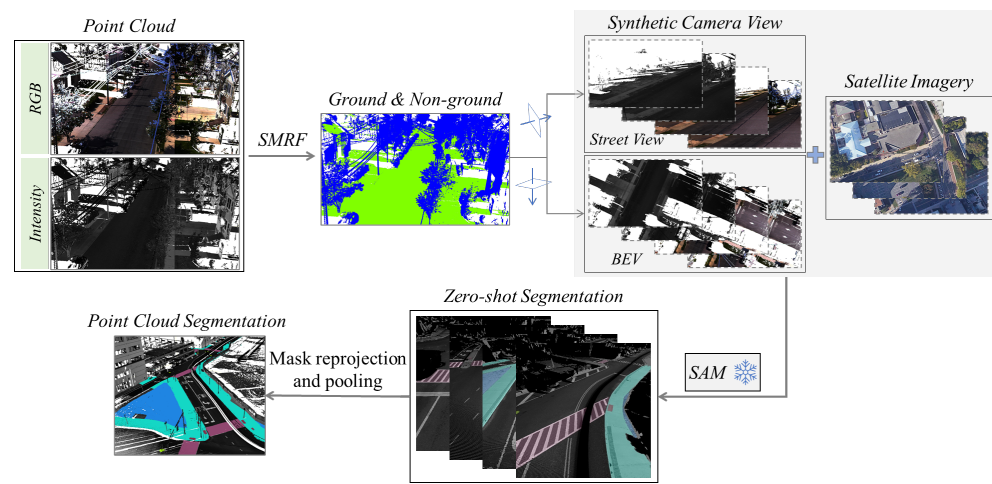 Point Cloud
RGB
Intensity
SMRF
Ground & Non-ground
Synthetic Camera View
Street View
BEV
Satellite Imagery
SAM
Zero-shot Segmentation
Mask reprojection
and pooling
Point Cloud Segmentation